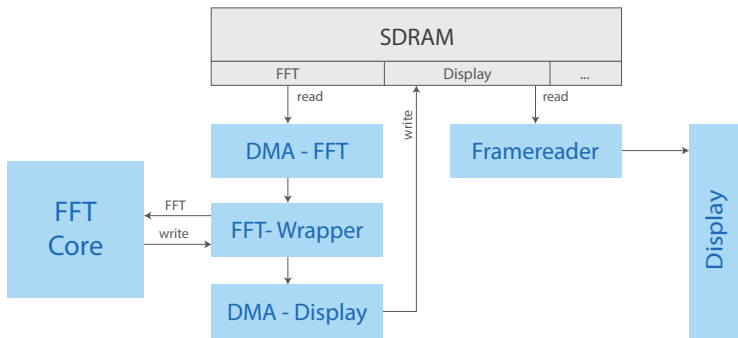 SDRAM
FFT
Display
...
read
read
write
DMA - FFT
Framereader
FFT
Core
FFT
write
FFT- Wrapper
DMA - Display
Display